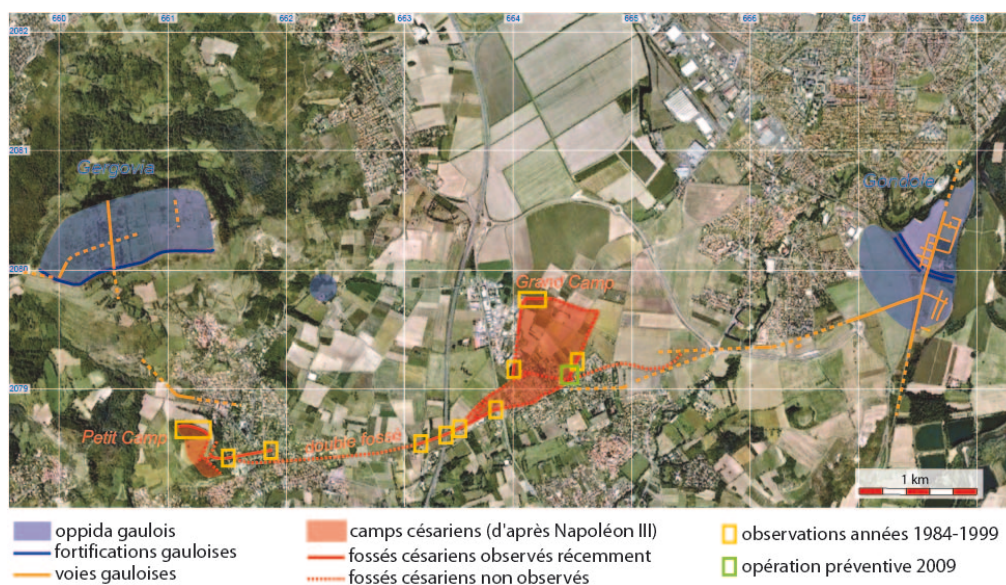 660 661 662 663 664 665 666 667 668
2082
2081
Gergovia
Gondole
2080
Grand Camp
2079
Petit Camp
double fossé
1 km
oppida gaulois
fortifications gauloises
voies gauloises
camps césariens (d'après Napoléon III)
fossés césariens observés récemment
fossés césariens non observés
observations années 1984-1999
opération préventive 2009